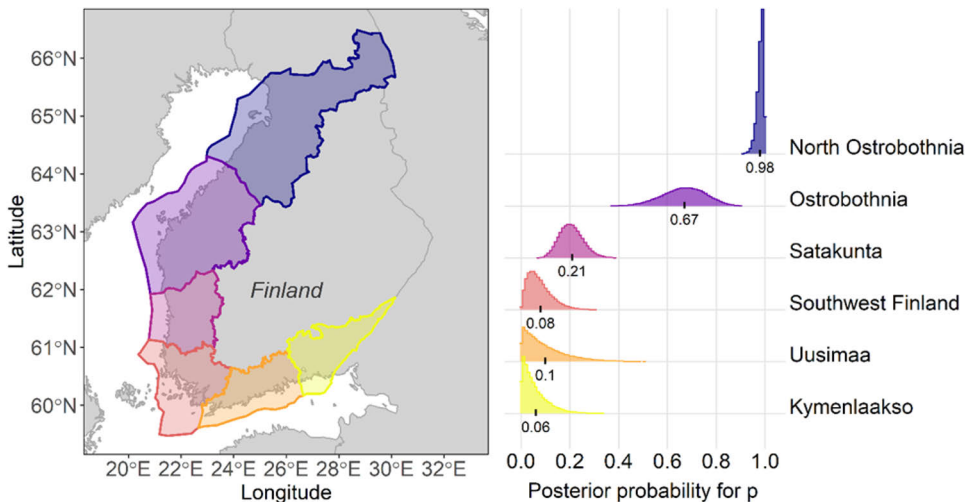 66°N
65°N
64°N
63°N
62°N
61°N
60°N
Latitude
Finland
20°E 22°E 24°E 26°E 28°E 30°E 32°E
Longitude
North Ostrobothnia
0.98
Ostrobothnia
0.67
Satakunta
0.21
Southwest Finland
0.08
Uusimaa
0.1
Kymenlaakso
0.06
0.0 0.2 0.4 0.6 0.8 1.0
Posterior probability for p